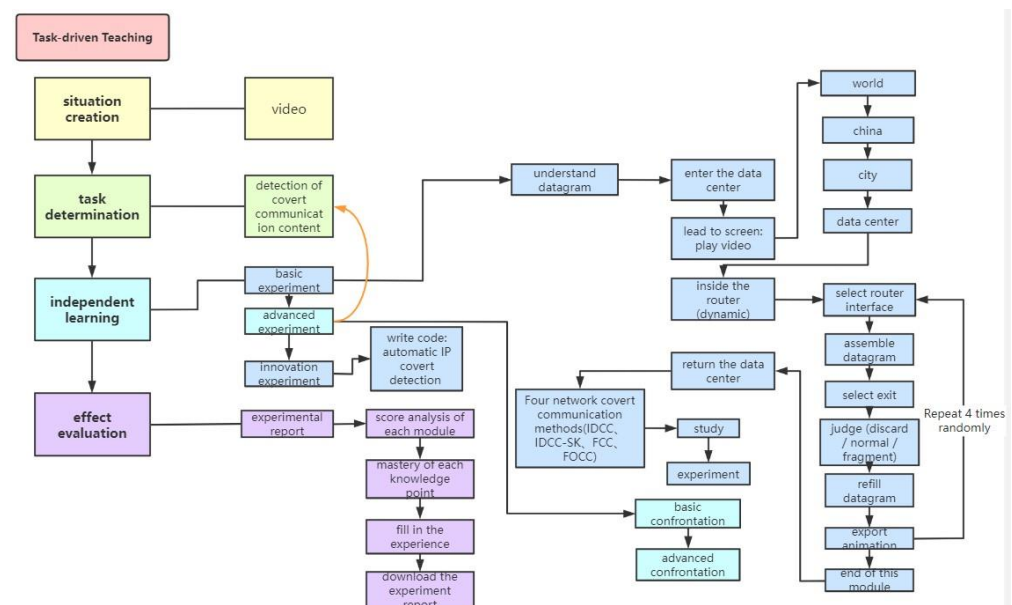 Task-driven Teaching
situation
creation
video
task
determination
detection of
covert
communicat
ion content
independent
learning
basic
experiment
advanced
experiment
innovation
experiment
write code:
automatic IP
covert
detection
effect
evaluation
experimental
report
score analysis of
each module
mastery of each
knowledge
point
fill in the
experience
download the
experiment
report
understand
datagram
enter the data
center
lead to screen:
play video
world
china
city
data center
inside the
router
(dynamic)
select router
interface
assemble
datagram
select exit
judge (discard
/ normal /
fragment)
refill
datagram
export
animation
end of this
module
Repeat 4 times
randomly
return the data
center
Four network covert
communication
methods(IDCC、
IDCC-SK、FCC、
FOCC)
study
experiment
basic
confrontation
advanced
confrontation